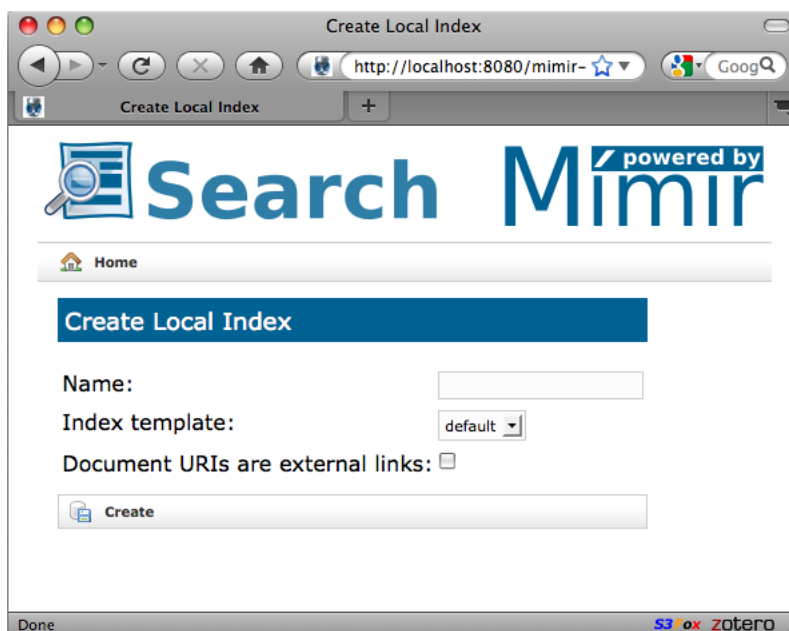 Create Local Index
http://localhost:8080/mimir-
Goog
Create Local Index
Search
powered by
Mimir
Home
Create Local Index
Name:
Index template:
default
Document URIs are external links:
Create
Done
S3Fox zotero